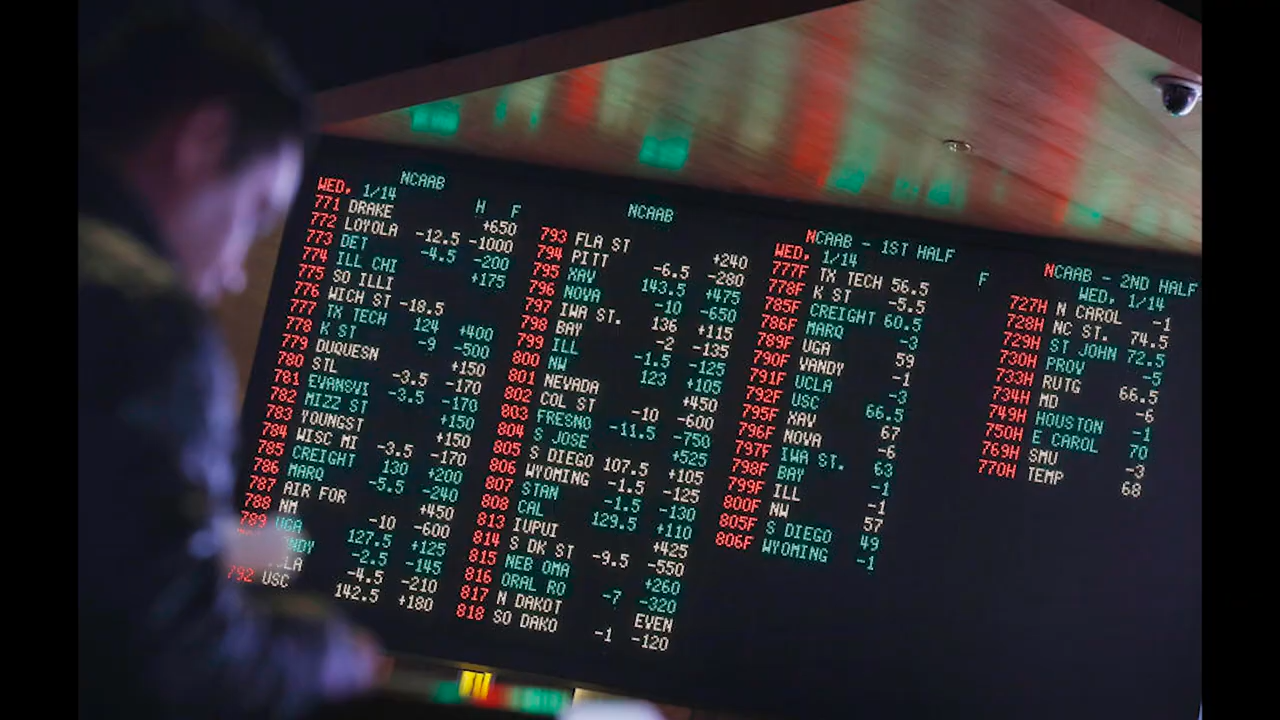 NCAAB
WED. 1/14 H F
771 DRAKE +650
772 LOYOLA -12.5 -1000
773 DET -4.5 -200
774 ILL CHI +175
775 SO ILLI
776 WICH ST -18.5
777 TX TECH 124 +400
778 K ST -9 -500
779 DUQUESN +150
780 STL -3.5 -170
781 EVANSVI -3.5 -170
782 MIZZ ST +150
783 YOUNGST +150
784 WISC MI -3.5 -170
785 CREIGHT 130 +200
786 MARQ -5.5 -240
787 AIR FOR +450
788 NM -10 -600
789 UGA 127.5 +125
NDY -2.5 -145
LA -4.5 -210
792 USC 142.5 +180
NCAAB
793 FLA ST +240
794 PITT -6.5 -280
795 XAV 143.5 +475
796 NOVA -10 -650
797 IWA ST. 136 +115
798 BAY -2 -135
799 ILL -1.5 -125
800 NW 123 +105
801 NEVADA +450
802 COL ST -10 -600
803 FRESNO -11.5 -750
804 S JOSE +525
805 S DIEGO 107.5 +105
806 WYOMING -1.5 -125
807 STAN -1.5 -130
808 CAL 129.5 +110
813 IUPUI +425
814 S DK ST -9.5 -550
815 NEB OMA +260
816 ORAL RO -7 -320
817 N DAKOT EVEN
818 SO DAKO -1 -120
NCAAB - 1ST HALF
WED. 1/14 F
777F TX TECH 56.5
778F K ST -5.5
785F CREIGHT 60.5
786F MARQ -3
789F UGA 59
790F VANDY -1
791F UCLA -3
792F USC 66.5
795F XAV 67
796F NOVA -6
797F IWA ST. 63
798F BAY -1
799F ILL -1
800F NW 57
805F S DIEGO 49
806F WYOMING -1
NCAAB - 2ND HALF
WED, 1/14
727H N CAROL -1
728H NC ST. 74.5
729H ST JOHN 72.5
730H PROV -5
733H RUTG 66.5
734H MD -6
749H HOUSTON -1
750H E CAROL 70
769H SMU -3
770H TEMP 68